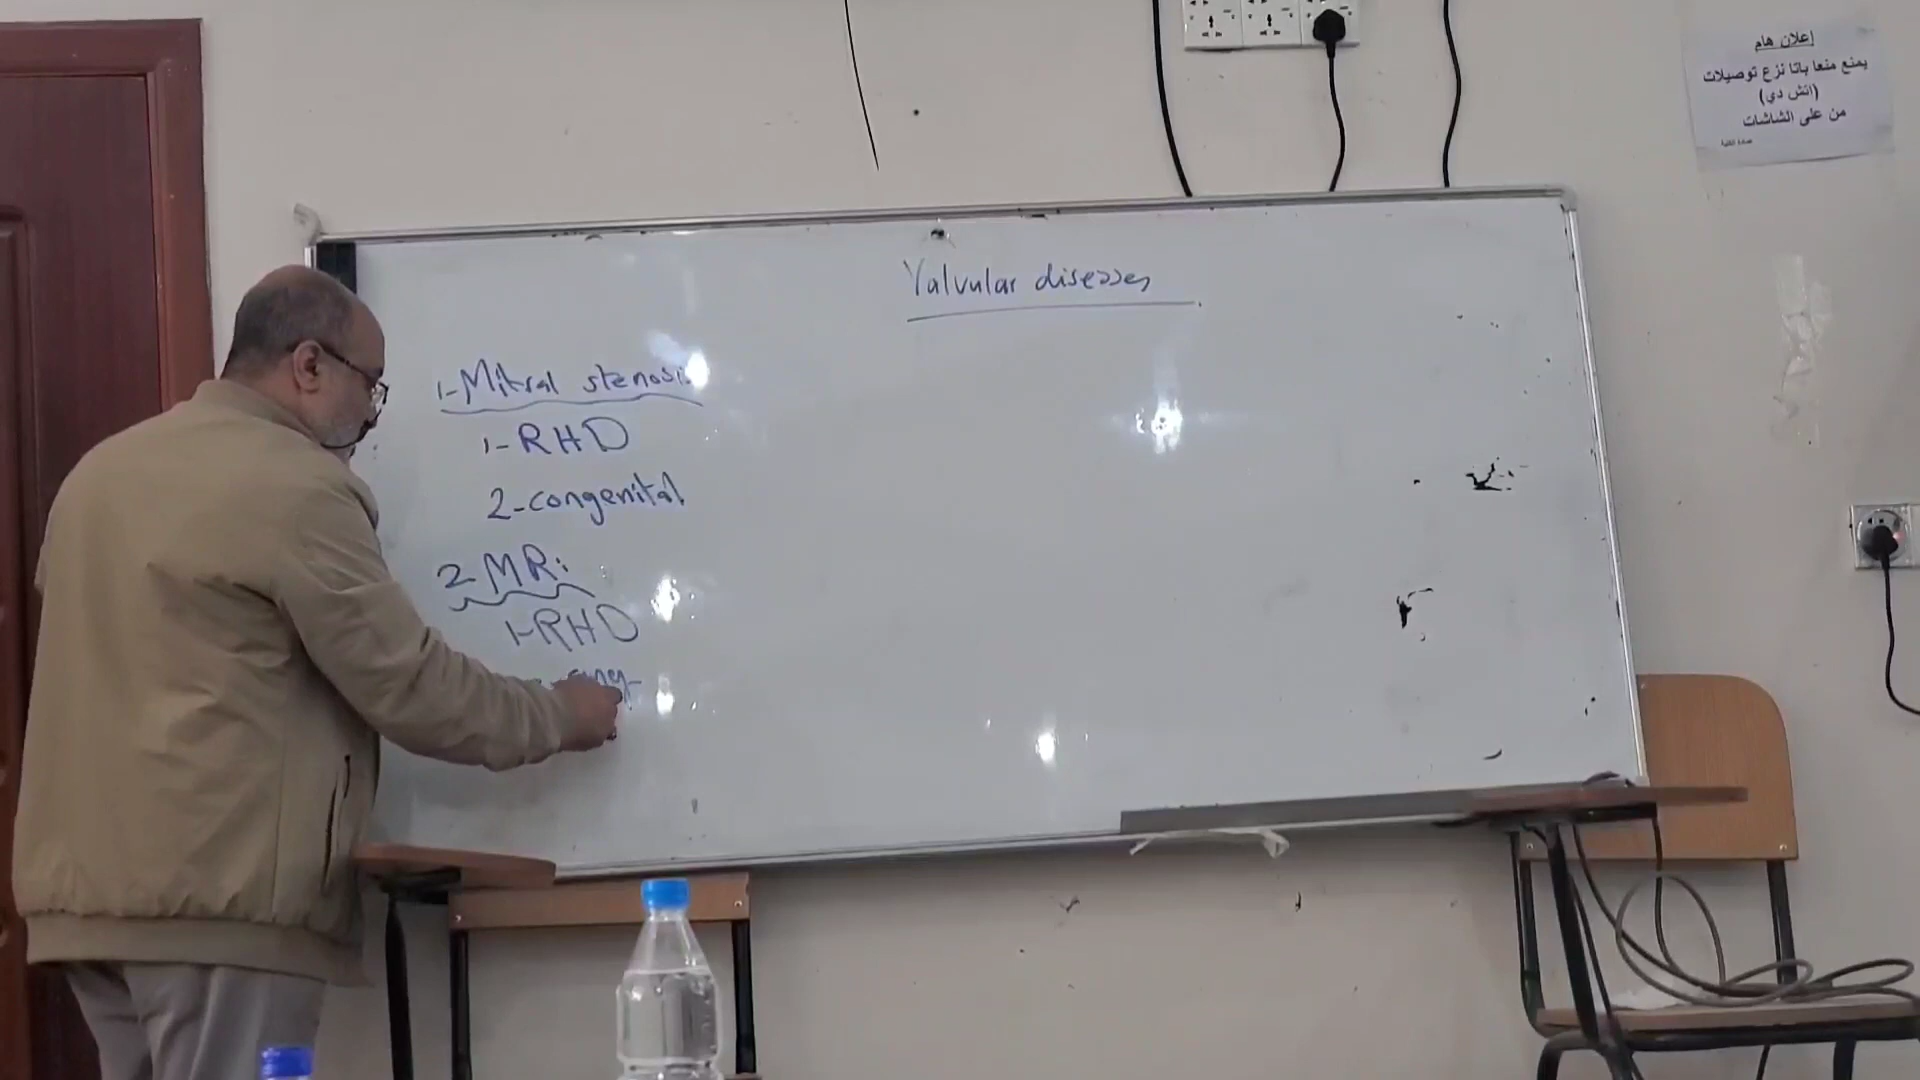 إعلان هام
يمنع منعا باتا نزع توصيلات
(اتش دي)
من على الشاشات
Valvular diseases
1-Mitral stenosis
1-RHD
2-congenital
2-MR:
1-RHD